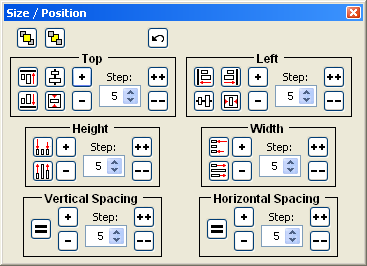 Size / Position
Top
Left
+ Step: ++
+ Step: ++
- 5 --
- 5 --
Height
Width
+ Step: ++
+ Step: ++
- 5 --
- 5 --
Vertical Spacing
Horizontal Spacing
= + Step: ++
= + Step: ++
- 5 --
- 5 --